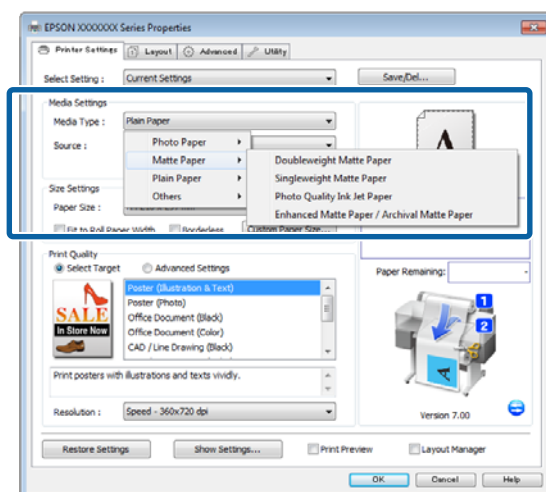 EPSON XXXXXXX Series Properties
Printer Settings Layout Advanced Utility
Select Setting : Current Settings Save/Del...
Media Settings
Media Type : Plain Paper
Source :
Photo Paper
Matte Paper
Plain Paper
Others
Doubleweight Matte Paper
Singleweight Matte Paper
Photo Quality Ink Jet Paper
Enhanced Matte Paper / Archival Matte Paper
A
Size Settings
Paper Size :
Fit to Roll Paper Width Borderless Custom Paper Size...
Print Quality
Select Target Advanced Settings
Paper Remaining:
SALE
In Store Now
Poster (Illustration & Text)
Poster (Photo)
Office Document (Black)
Office Document (Color)
CAD / Line Drawing (Black)
1
2
A
Print posters with illustrations and texts vividly.
Resolution : Speed - 360x720 dpi
Version 7.00
Restore Settings Show Settings... Print Preview Layout Manager
OK Cancel Help